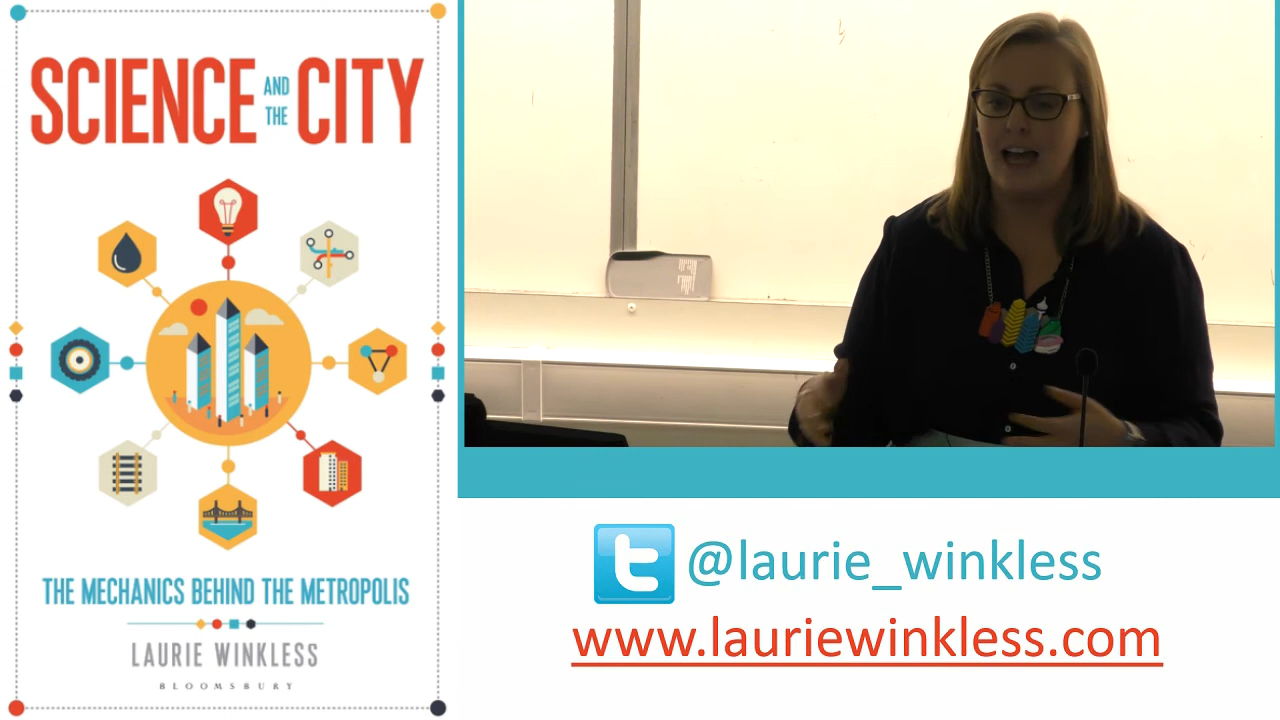 SCIENCE AND THE CITY
THE MECHANICS BEHIND THE METROPOLIS
LAURIE WINKLESS
BLOOMSBURY
@laurie_winkless
www.lauriewinkless.com